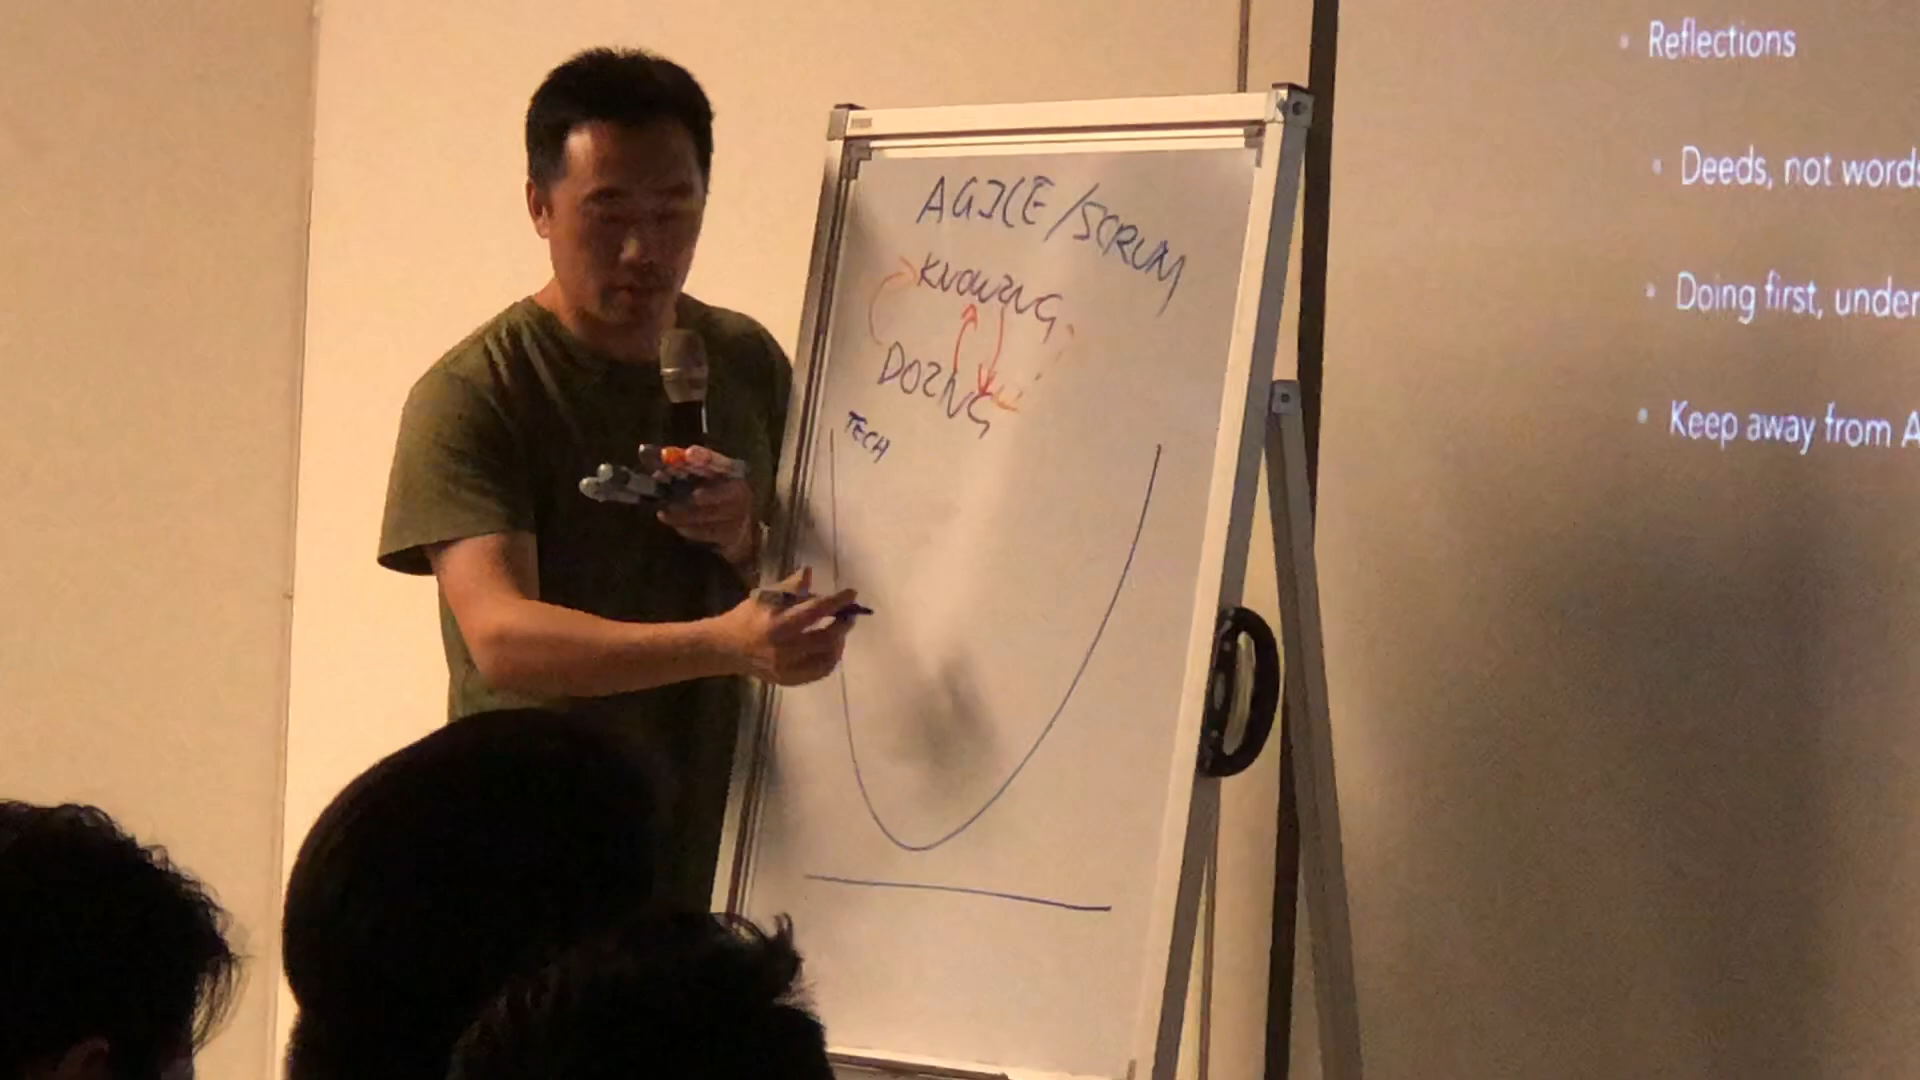 AGILE/SCRUM
KNOWING
DOING
TECH
Reflections
Deeds, not words
Doing first, under
Keep away from A